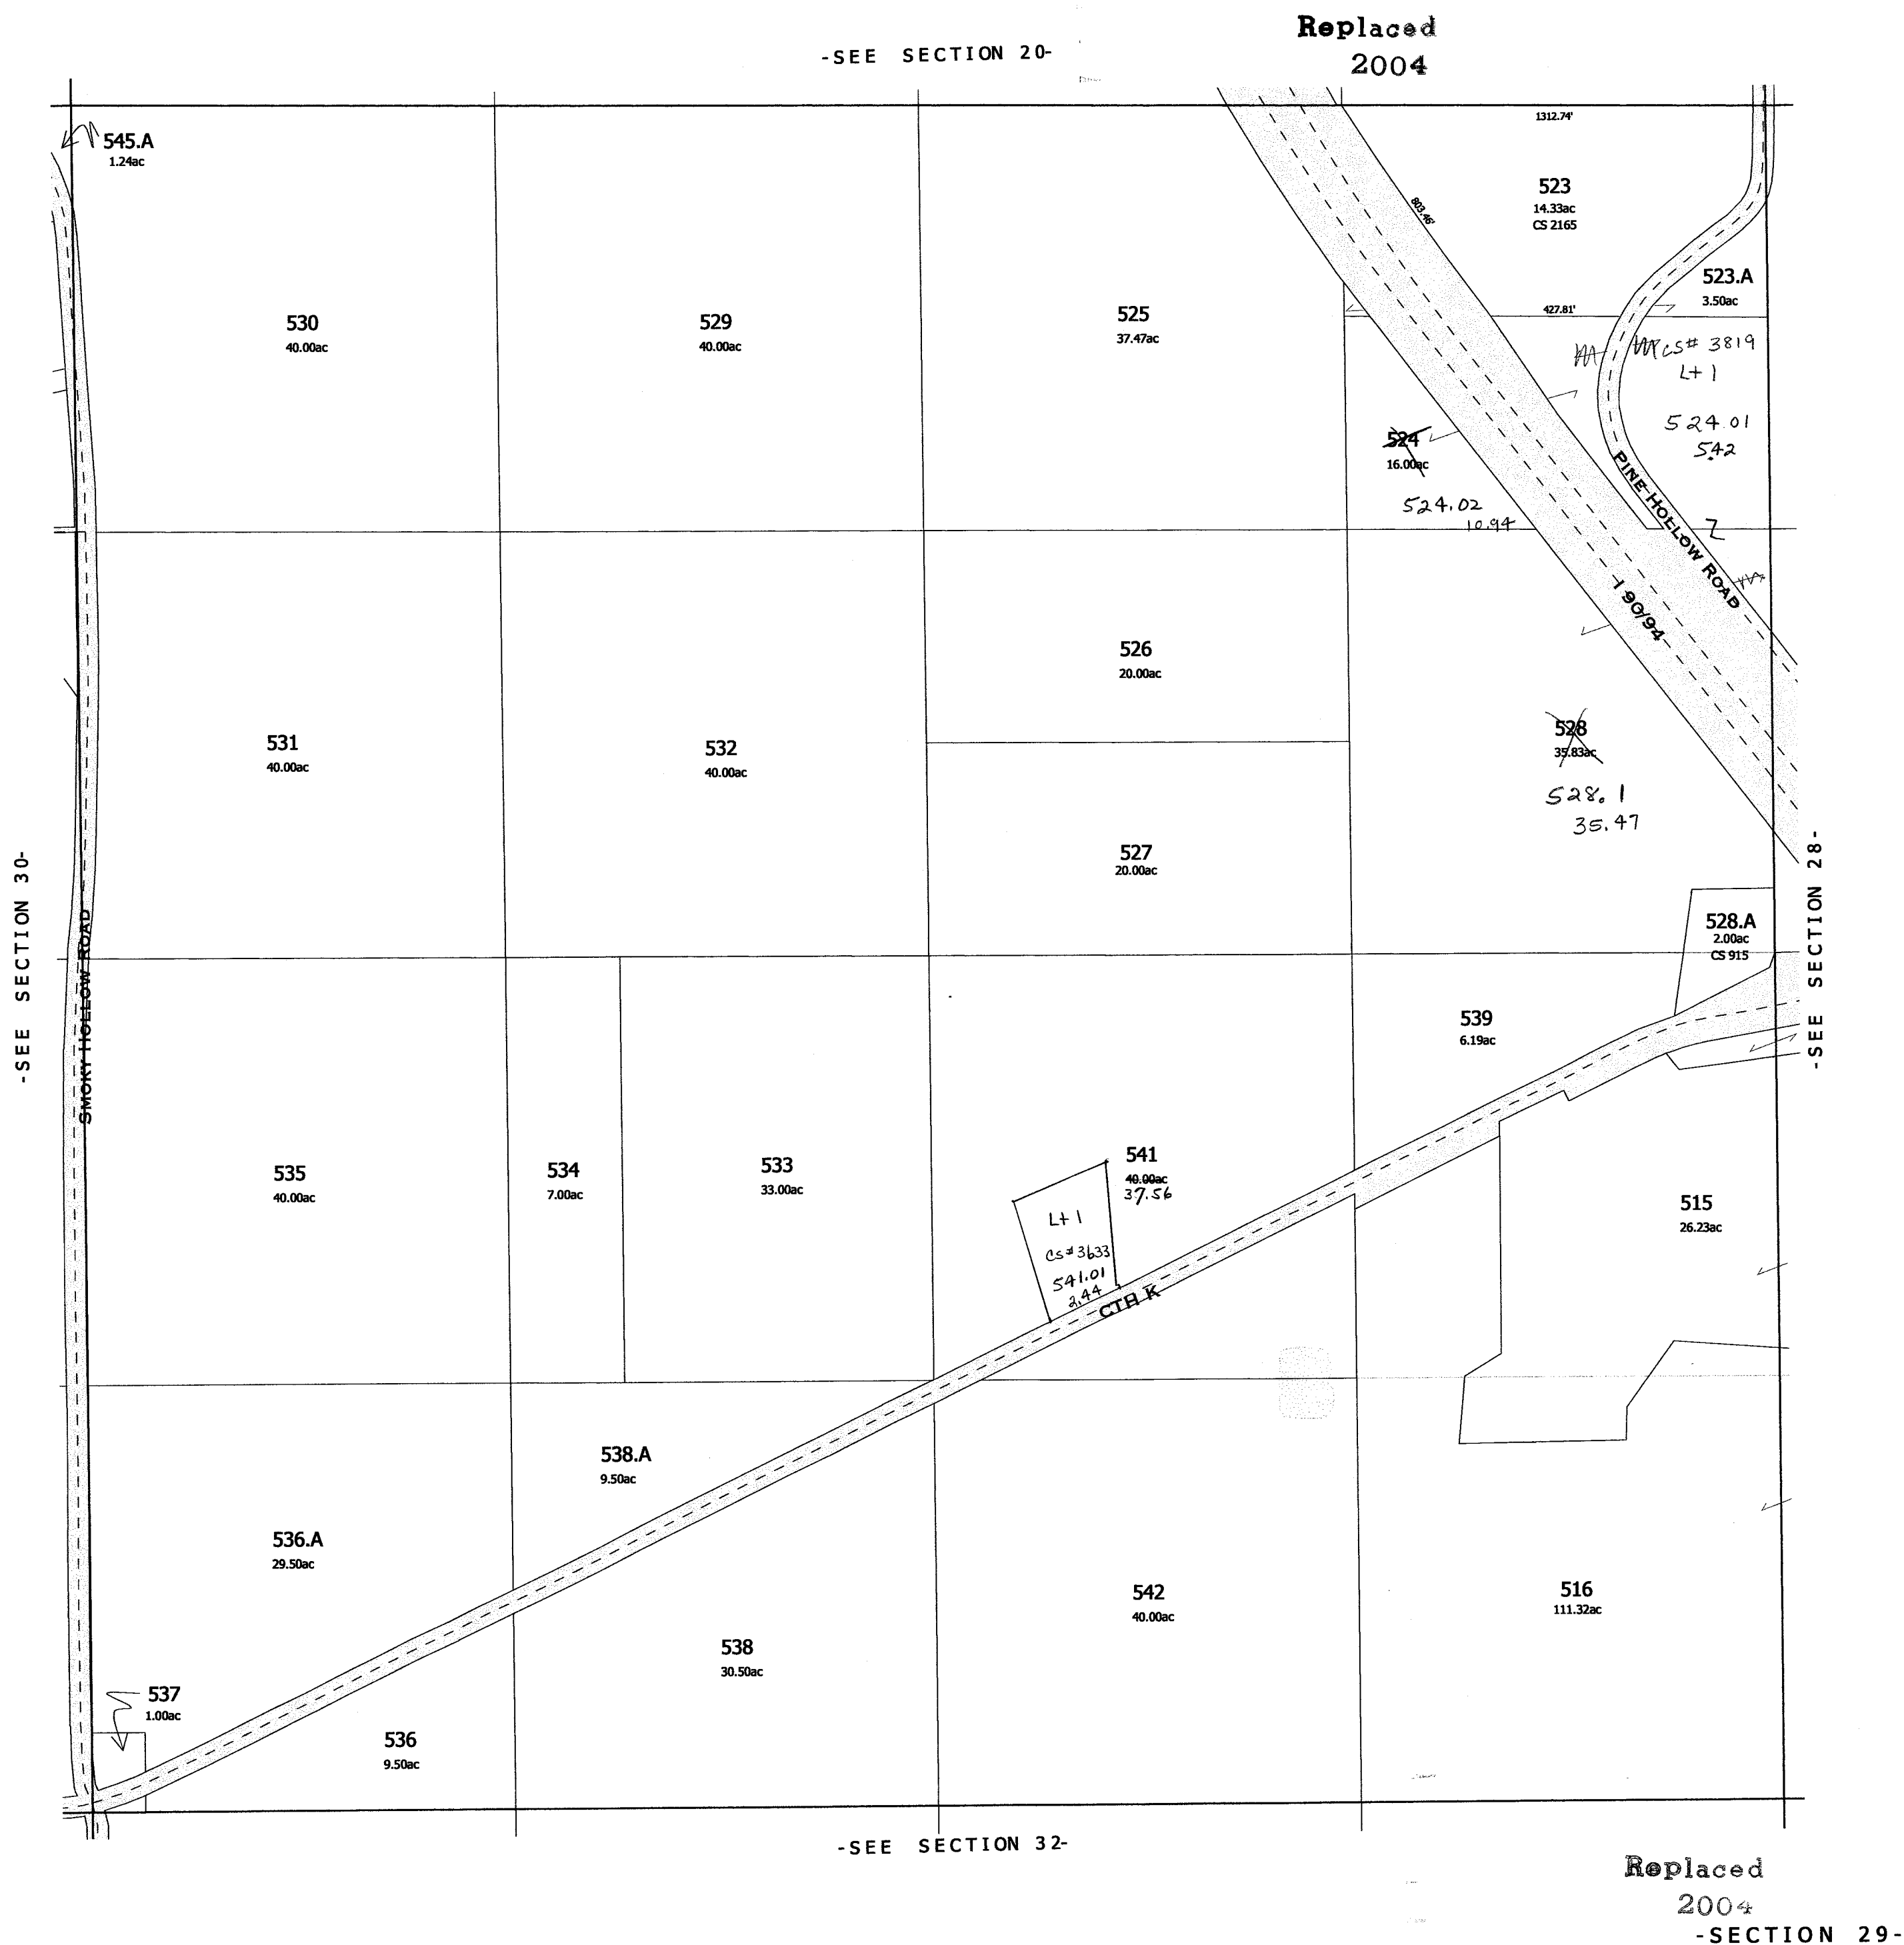 Replaced
2004
-SEE SECTION 20-
545.A
1.24ac
1312.74'
523
14.33ac
CS 2165
803.46'
523.A
3.50ac
530
40.00ac
529
40.00ac
525
37.47ac
427.81'
CS# 3819
Lt 1
524.01
5.42
524
16.00ac
524.02
10.94
PINE HOLLOW ROAD
I 90/94
526
20.00ac
531
40.00ac
532
40.00ac
528
35.83ac
528.1
35.47
527
20.00ac
-SEE SECTION 30-
SMOKY HOLLOW ROAD
-SEE SECTION 28-
528.A
2.00ac
CS 915
539
6.19ac
535
40.00ac
534
7.00ac
533
33.00ac
541
40.00ac
37.56
Lt 1
CS# 3633
541.01
2.44
CTH K
515
26.23ac
538.A
9.50ac
536.A
29.50ac
542
40.00ac
516
111.32ac
538
30.50ac
537
1.00ac
536
9.50ac
-SEE SECTION 32-
Replaced
2004
-SECTION 29-